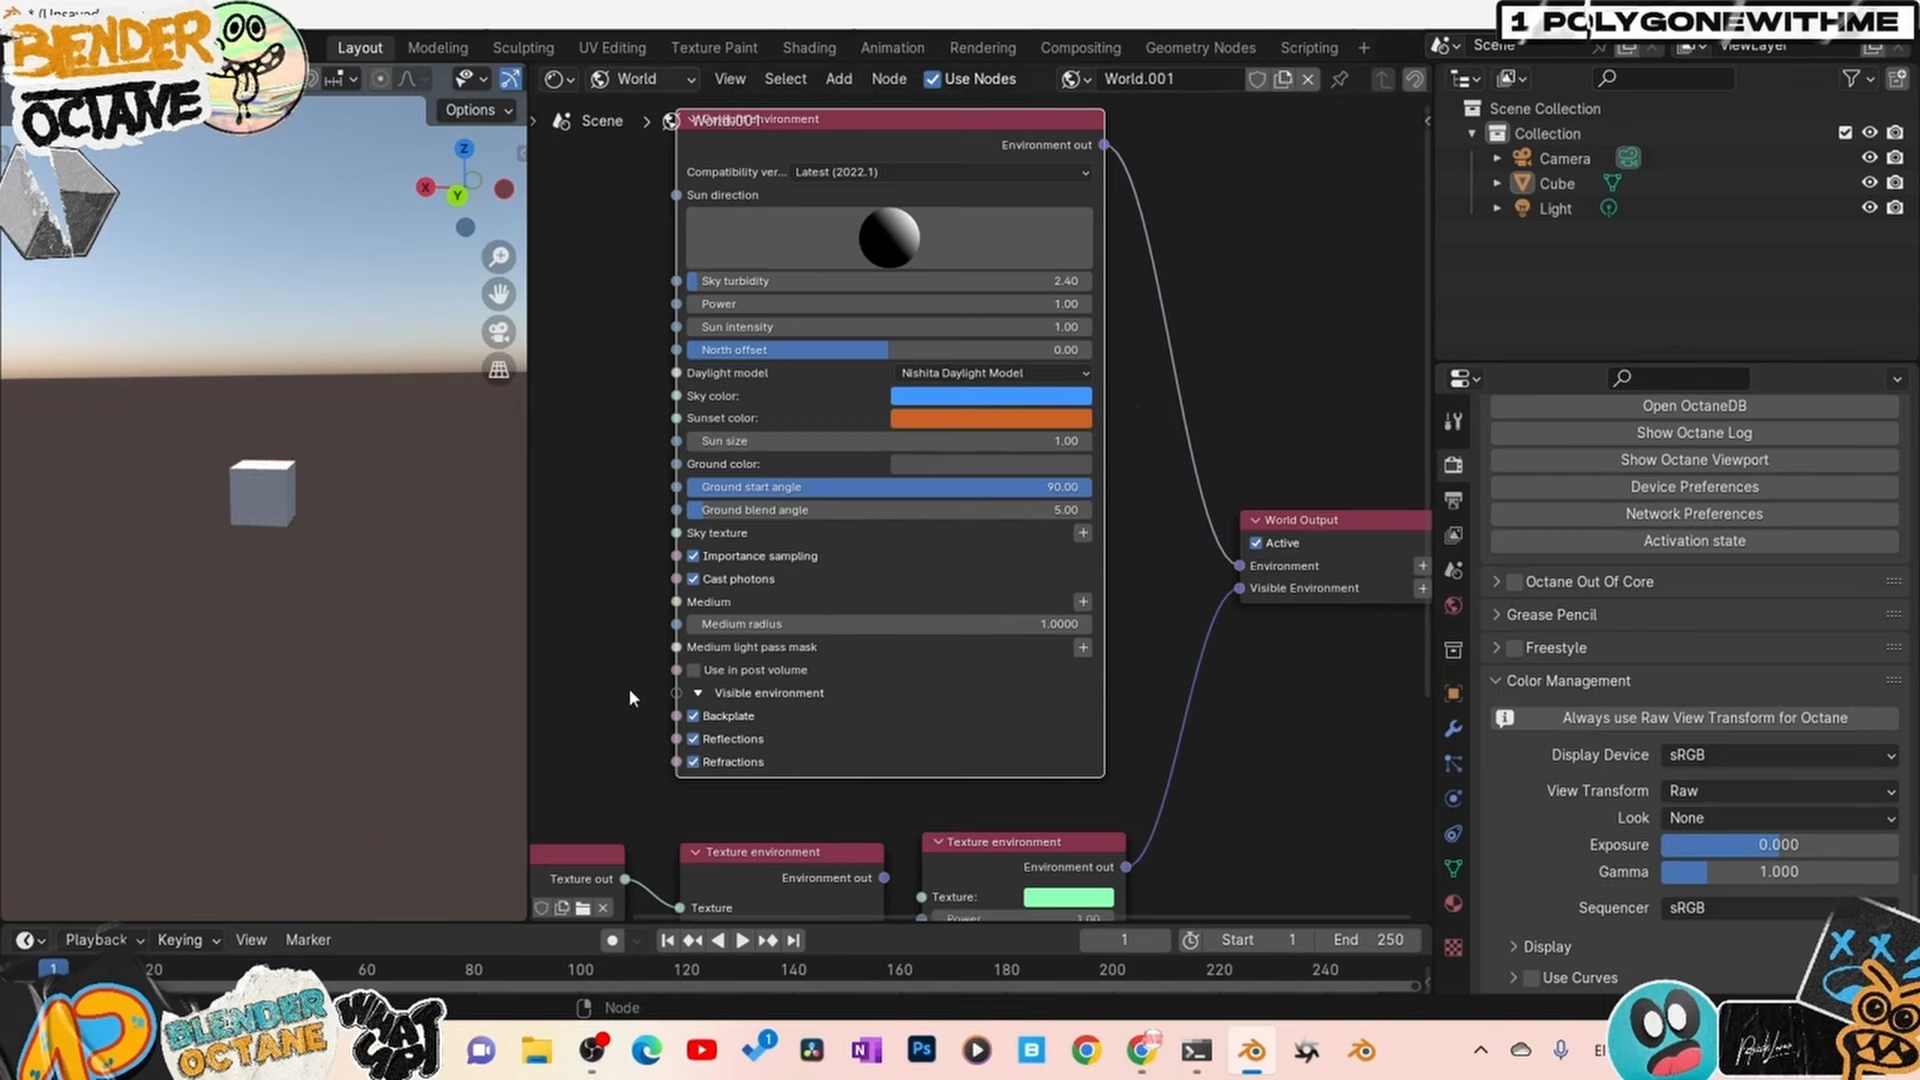 * (Unsaved
1 POLYGONEWITHME
BENDER
OCTANE
Layout Modeling Sculpting UV Editing Texture Paint Shading Animation Rendering Compositing Geometry Nodes Scripting +
Scene ViewLayer
World View Select Add Node Use Nodes World.001
Options
Scene > World.001
Environment out
Compatibility ver... Latest (2022.1)
Sun direction
Sky turbidity 2.40
Power 1.00
Sun intensity 1.00
North offset 0.00
Daylight model Nishita Daylight Model
Sky color:
Sunset color:
Sun size 1.00
Ground color:
Ground start angle 90.00
Ground blend angle 5.00
Sky texture
Importance sampling
Cast photons
Medium
Medium radius 1.0000
Medium light pass mask
Use in post volume
Visible environment
Backplate
Reflections
Refractions
Z
X
Y
World Output
Active
Environment
Visible Environment
Texture out
Texture environment
Environment out
Texture
Texture environment
Environment out
Texture:
Power 1.00
Scene Collection
Collection
Camera
Cube
Light
Open OctaneDB
Show Octane Log
Show Octane Viewport
Device Preferences
Network Preferences
Activation state
Octane Out Of Core
Grease Pencil
Freestyle
Color Management
Always use Raw View Transform for Octane
Display Device sRGB
View Transform Raw
Look None
Exposure 0.000
Gamma 1.000
Sequencer sRGB
Display
Use Curves
Playback Keying View Marker
1 Start 1 End 250
1 20 60 80 100 120 140 160 180 200 220 240
Node
BLENDER
OCTANE
WHAT
UP!
1
N
Ps
B